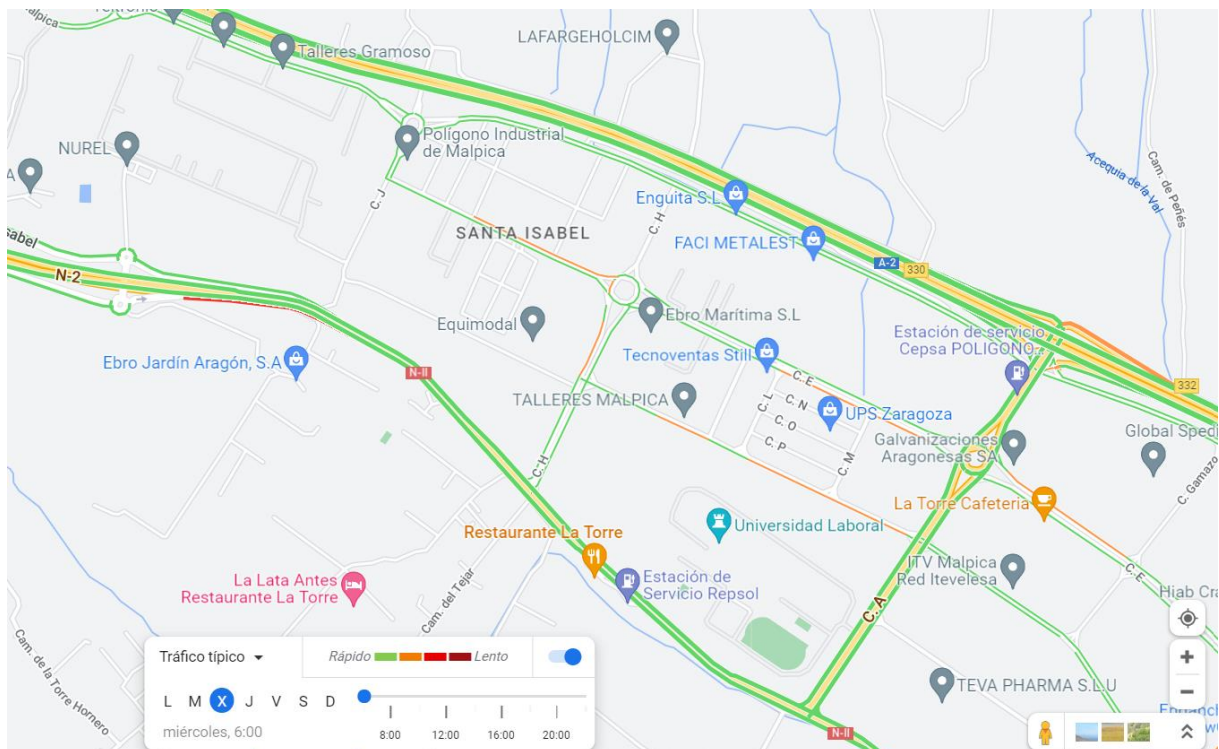 Talleres Gramoso
LAFARGEHOLCIM
NUREL
Polígono Industrial
de Malpica
C. J
C. H
Enguita S.L
SANTA ISABEL
FACI METALEST
Acequia de la Val
Cam. de Peñés
A-2
330
N-2
Equimodal
Ebro Marítima S.L
Estación de servicio
Cepsa POLIGONO...
Ebro Jardín Aragón, S.A
N-II
Tecnoventas Still
C. E
332
TALLERES MALPICA
C. L
C. N
C. O
C. P
C. M
UPS Zaragoza
Galvanizaciones
Aragonesas SA
Global Spedi
C. Gamazo
C. H
La Torre Cafeteria
Restaurante La Torre
Universidad Laboral
La Lata Antes
Restaurante La Torre
Estación de
Servicio Repsol
ITV Malpica
Red Itevelesa
C. E
Hiab Cra
Cam. del Tejar
C. A
Cam. de la Torre Hornero
TEVA PHARMA S.L.U
N-II
Tráfico típico
Rápido
Lento
L M X J V S D
miércoles, 6:00
8:00 12:00 16:00 20:00